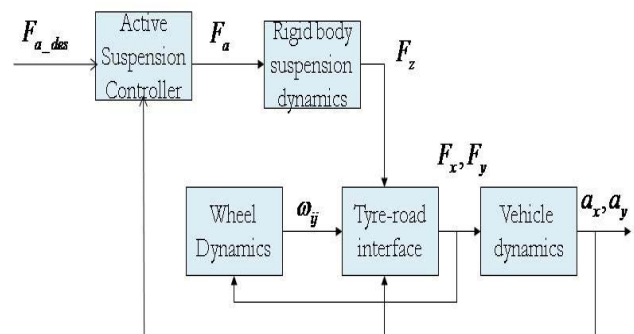 F_a_des
Active
Suspension
Controller
F_a
Rigid body
suspension
dynamics
F_z
F_x, F_y
Wheel
Dynamics
ω_ij
Tyre-road
interface
Vehicle
dynamics
a_x, a_y